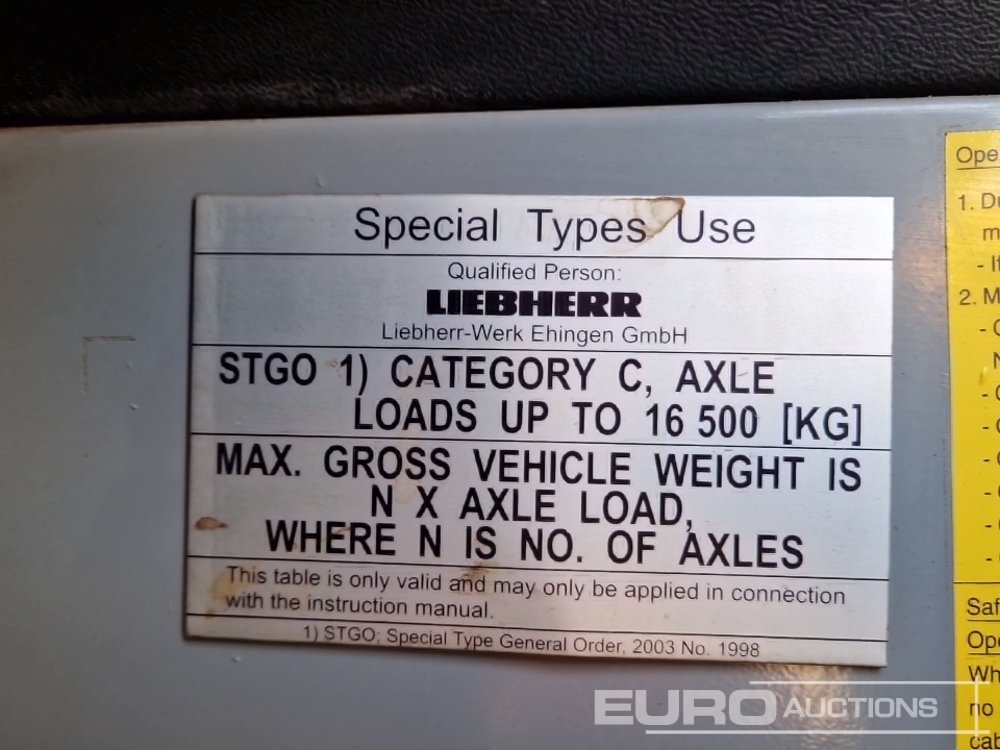 Special Types Use
Qualified Person:
LIEBHERR
Liebherr-Werk Ehingen GmbH
STGO 1) CATEGORY C, AXLE
LOADS UP TO 16 500 [KG]
MAX. GROSS VEHICLE WEIGHT IS
N X AXLE LOAD,
WHERE N IS NO. OF AXLES
This table is only valid and may only be applied in connection
with the instruction manual.
1) STGO; Special Type General Order, 2003 No. 1998
1.
2.
no
EURO AUCTIONS